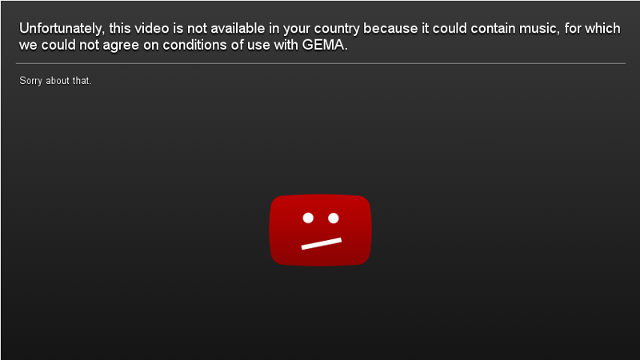 Unfortunately, this video is not available in your country because it could contain music, for which
we could not agree on conditions of use with GEMA.
Sorry about that.